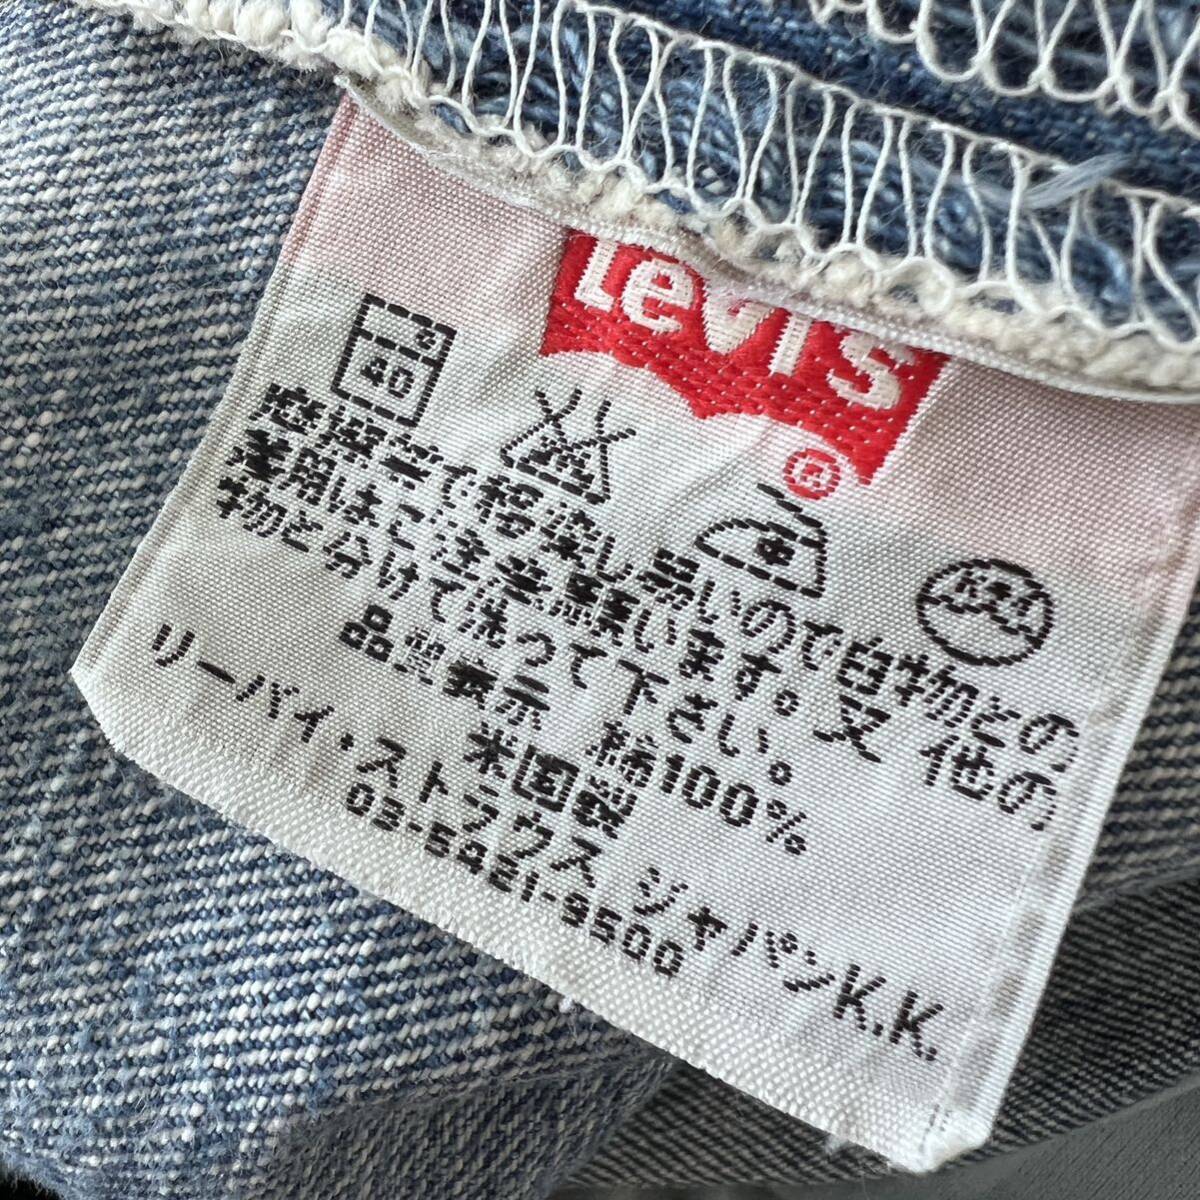 Levi's
®
40
摩擦等で移染し易いので白物との
着用はご注意願います。又 他の
物と分けて洗って下さい。
品質表示 綿100%
米国製
リーバイ・ストラウス ジャパンK.K.
03-5421-9500